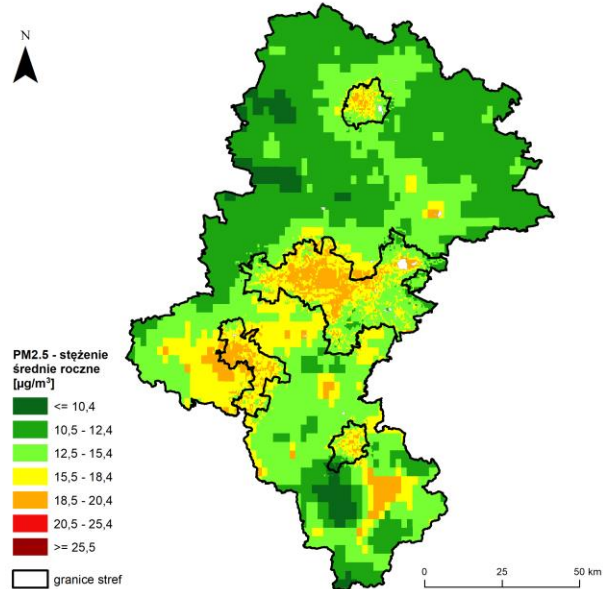 N
PM2.5 - stężenie
średnie roczne
[µg/m³]
<= 10,4
10,5 - 12,4
12,5 - 15,4
15,5 - 18,4
18,5 - 20,4
20,5 - 25,4
>= 25,5
granice stref
0 25 50 km